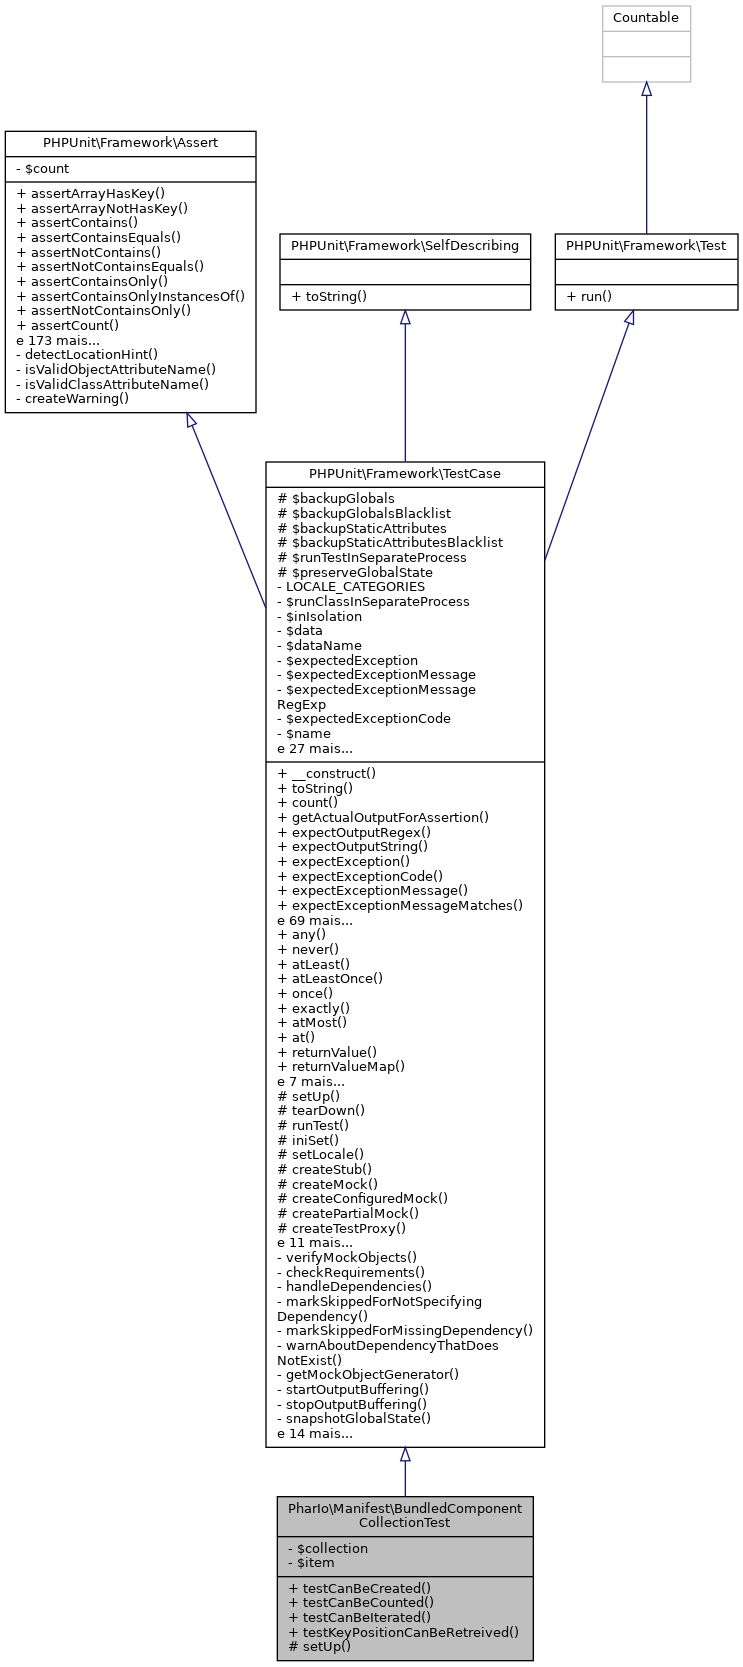 Countable
PHPUnit\Framework\Assert
- $count
+ assertArrayHasKey()
+ assertArrayNotHasKey()
+ assertContains()
+ assertContainsEquals()
+ assertNotContains()
+ assertNotContainsEquals()
+ assertContainsOnly()
+ assertContainsOnlyInstancesOf()
+ assertNotContainsOnly()
+ assertCount()
e 173 mais...
- detectLocationHint()
- isValidObjectAttributeName()
- isValidClassAttributeName()
- createWarning()
PHPUnit\Framework\SelfDescribing
+ toString()
PHPUnit\Framework\Test
+ run()
PHPUnit\Framework\TestCase
# $backupGlobals
# $backupGlobalsBlacklist
# $backupStaticAttributes
# $backupStaticAttributesBlacklist
# $runTestInSeparateProcess
# $preserveGlobalState
- LOCALE_CATEGORIES
- $runClassInSeparateProcess
- $inIsolation
- $data
- $dataName
- $expectedException
- $expectedExceptionMessage
- $expectedExceptionMessage
RegExp
- $expectedExceptionCode
- $name
e 27 mais...
+ __construct()
+ toString()
+ count()
+ getActualOutputForAssertion()
+ expectOutputRegex()
+ expectOutputString()
+ expectException()
+ expectExceptionCode()
+ expectExceptionMessage()
+ expectExceptionMessageMatches()
e 69 mais...
+ any()
+ never()
+ atLeast()
+ atLeastOnce()
+ once()
+ exactly()
+ atMost()
+ at()
+ returnValue()
+ returnValueMap()
e 7 mais...
# setUp()
# tearDown()
# runTest()
# iniSet()
# setLocale()
# createStub()
# createMock()
# createConfiguredMock()
# createPartialMock()
# createTestProxy()
e 11 mais...
- verifyMockObjects()
- checkRequirements()
- handleDependencies()
- markSkippedForNotSpecifying
Dependency()
- markSkippedForMissingDependency()
- warnAboutDependencyThatDoes
NotExist()
- getMockObjectGenerator()
- startOutputBuffering()
- stopOutputBuffering()
- snapshotGlobalState()
e 14 mais...
PharIo\Manifest\BundledComponent
CollectionTest
- $collection
- $item
+ testCanBeCreated()
+ testCanBeCounted()
+ testCanBeIterated()
+ testKeyPositionCanBeRetreived()
# setUp()